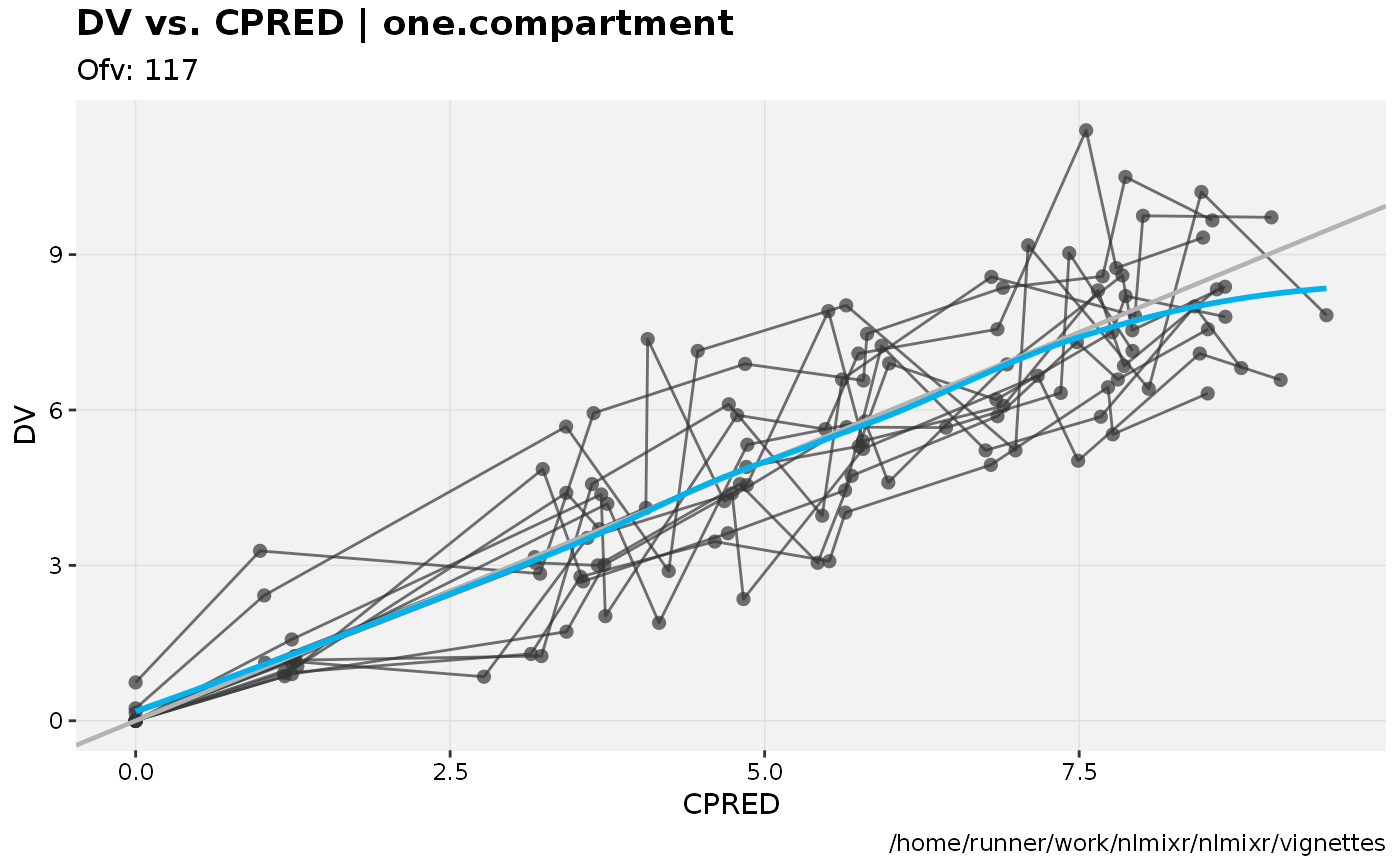 DV vs. CPRED | one.compartment
Ofv: 117
9
6
3
0
DV
0.0 2.5 5.0 7.5
CPRED
/home/runner/work/nlmixr/nlmixr/vignettes